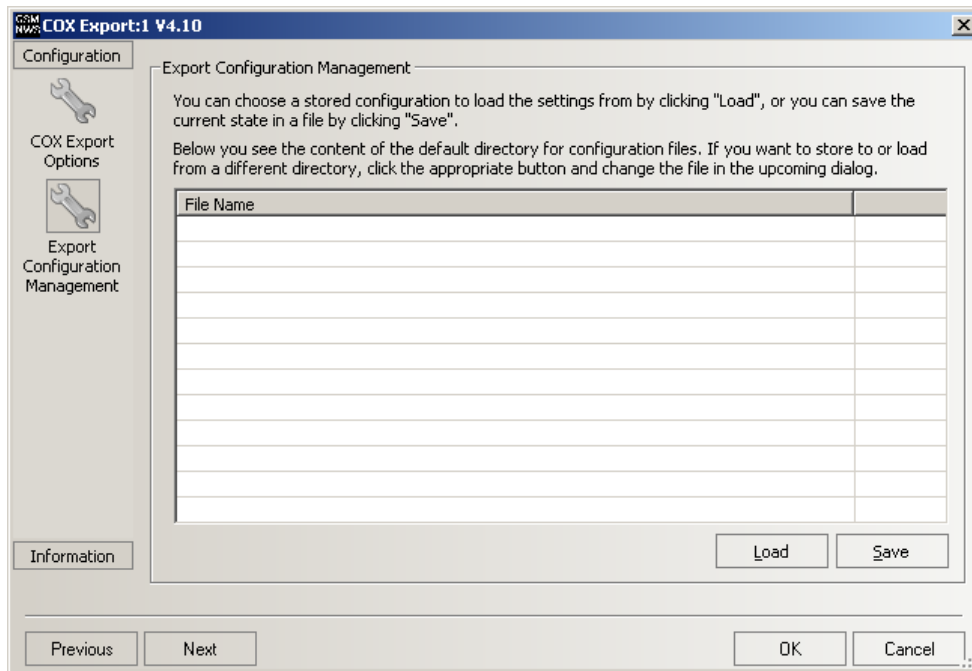 GSM
NWS COX Export:1 V4.10
Configuration
COX Export
Options
Export
Configuration
Management
Information
Export Configuration Management
You can choose a stored configuration to load the settings from by clicking "Load", or you can save the
current state in a file by clicking "Save".
Below you see the content of the default directory for configuration files. If you want to store to or load
from a different directory, click the appropriate button and change the file in the upcoming dialog.
File Name
Load Save
Previous Next OK Cancel